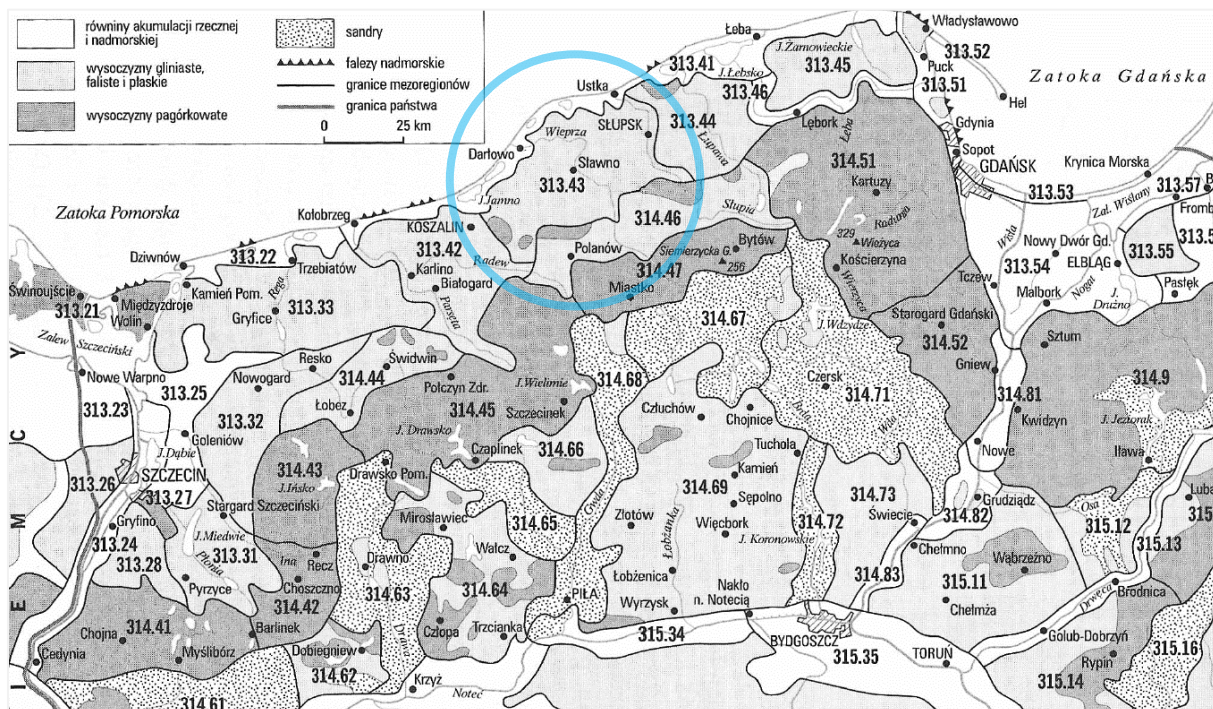 równiny akumulacji rzecznej
i nadmorskiej
wysoczyzny gliniaste,
faliste i płaskie
wysoczyzny pagórkowate
sandry
falezy nadmorskie
granice mezoregionów
granica państwa
0 25 km
Łeba
Władysławowo
J. Żarnowieckie
313.52
313.41
313.45
Puck
313.51
J. Łebsko
Zatoka Gdańska
Ustka
313.46
Hel
SŁUPSK
313.44
Lębork
Gdynia
Wieprza
Łupawa
Łeba
Darłowo
Sopot
Sławno
314.51
GDAŃSK
Krynica Morska
313.43
Kartuzy
313.53
313.57
J. Jamno
Zal. Wiślany
Zatoka Pomorska
Słupia
Radunia
Fromb
Kołobrzeg
314.46
KOSZALIN
329
Wieżyca
Wisła
Nowy Dwór Gd.
313.55
313.42
Polanów
Siemierzycka G.
Bytów
Kościerzyna
ELBLĄG
Dziwnów
313.22
Trzebiatów
Radew
314.47
256
313.54
Karlino
Tczew
Nogat
Białogard
Wierzyca
Malbork
J. Drużno
Pasłęk
Świnoujście
Międzyzdroje
Kamień Pom.
Rega
313.33
Miastko
313.21
Wolin
Gryfice
Parsęta
314.67
Starogard Gdański
J. Wdzydze
314.52
Sztum
Zalew Szczeciński
Resko
Świdwin
314.68
Gniew
Nowe Warpno
313.25
Nowogard
314.44
Połczyn Zdr.
J. Wielimie
Czersk
314.71
314.9
313.23
313.32
Łobez
314.45
Szczecinek
Człuchów
Chojnice
314.81
Kwidzyn
J. Jeziorak
Goleniów
J. Drawsko
Brda
Wda
J. Dąbie
Czaplinek
314.66
Tuchola
Nowe
Iława
SZCZECIN
314.43
Drawsko Pom.
313.26
313.27
J. Ińsko
Gwda
Kamień
Stargard Szczeciński
314.69
314.73
Grudziądz
Sępolno
Luba
Gryfino
Mirosławiec
314.65
Złotów
314.72
Świecie
314.82
Osa
315.12
313.24
J. Miedwie
313.31
Więcbork
315.13
313.28
Płonia
Ina
Recz
Drawno
Wałcz
J. Koronowskie
Chełmno
Wąbrzeźno
Pyrzyce
Choszczno
Łobżenica
Łobżonka
314.83
315.11
314.63
314.64
PIŁA
Nakło
n. Notecią
Brodnica
314.42
Wyrzysk
Chełmża
Drwęca
Chojna
314.41
Barlinek
Człopa
Trzcianka
315.34
Myślibórz
Drawa
BYDGOSZCZ
Golub-Dobrzyń
Cedynia
Dobiegniew
315.35
TORUŃ
315.16
314.62
Rypin
Krzyż
Noteć
315.14
314.61
Y
C
M
E
I